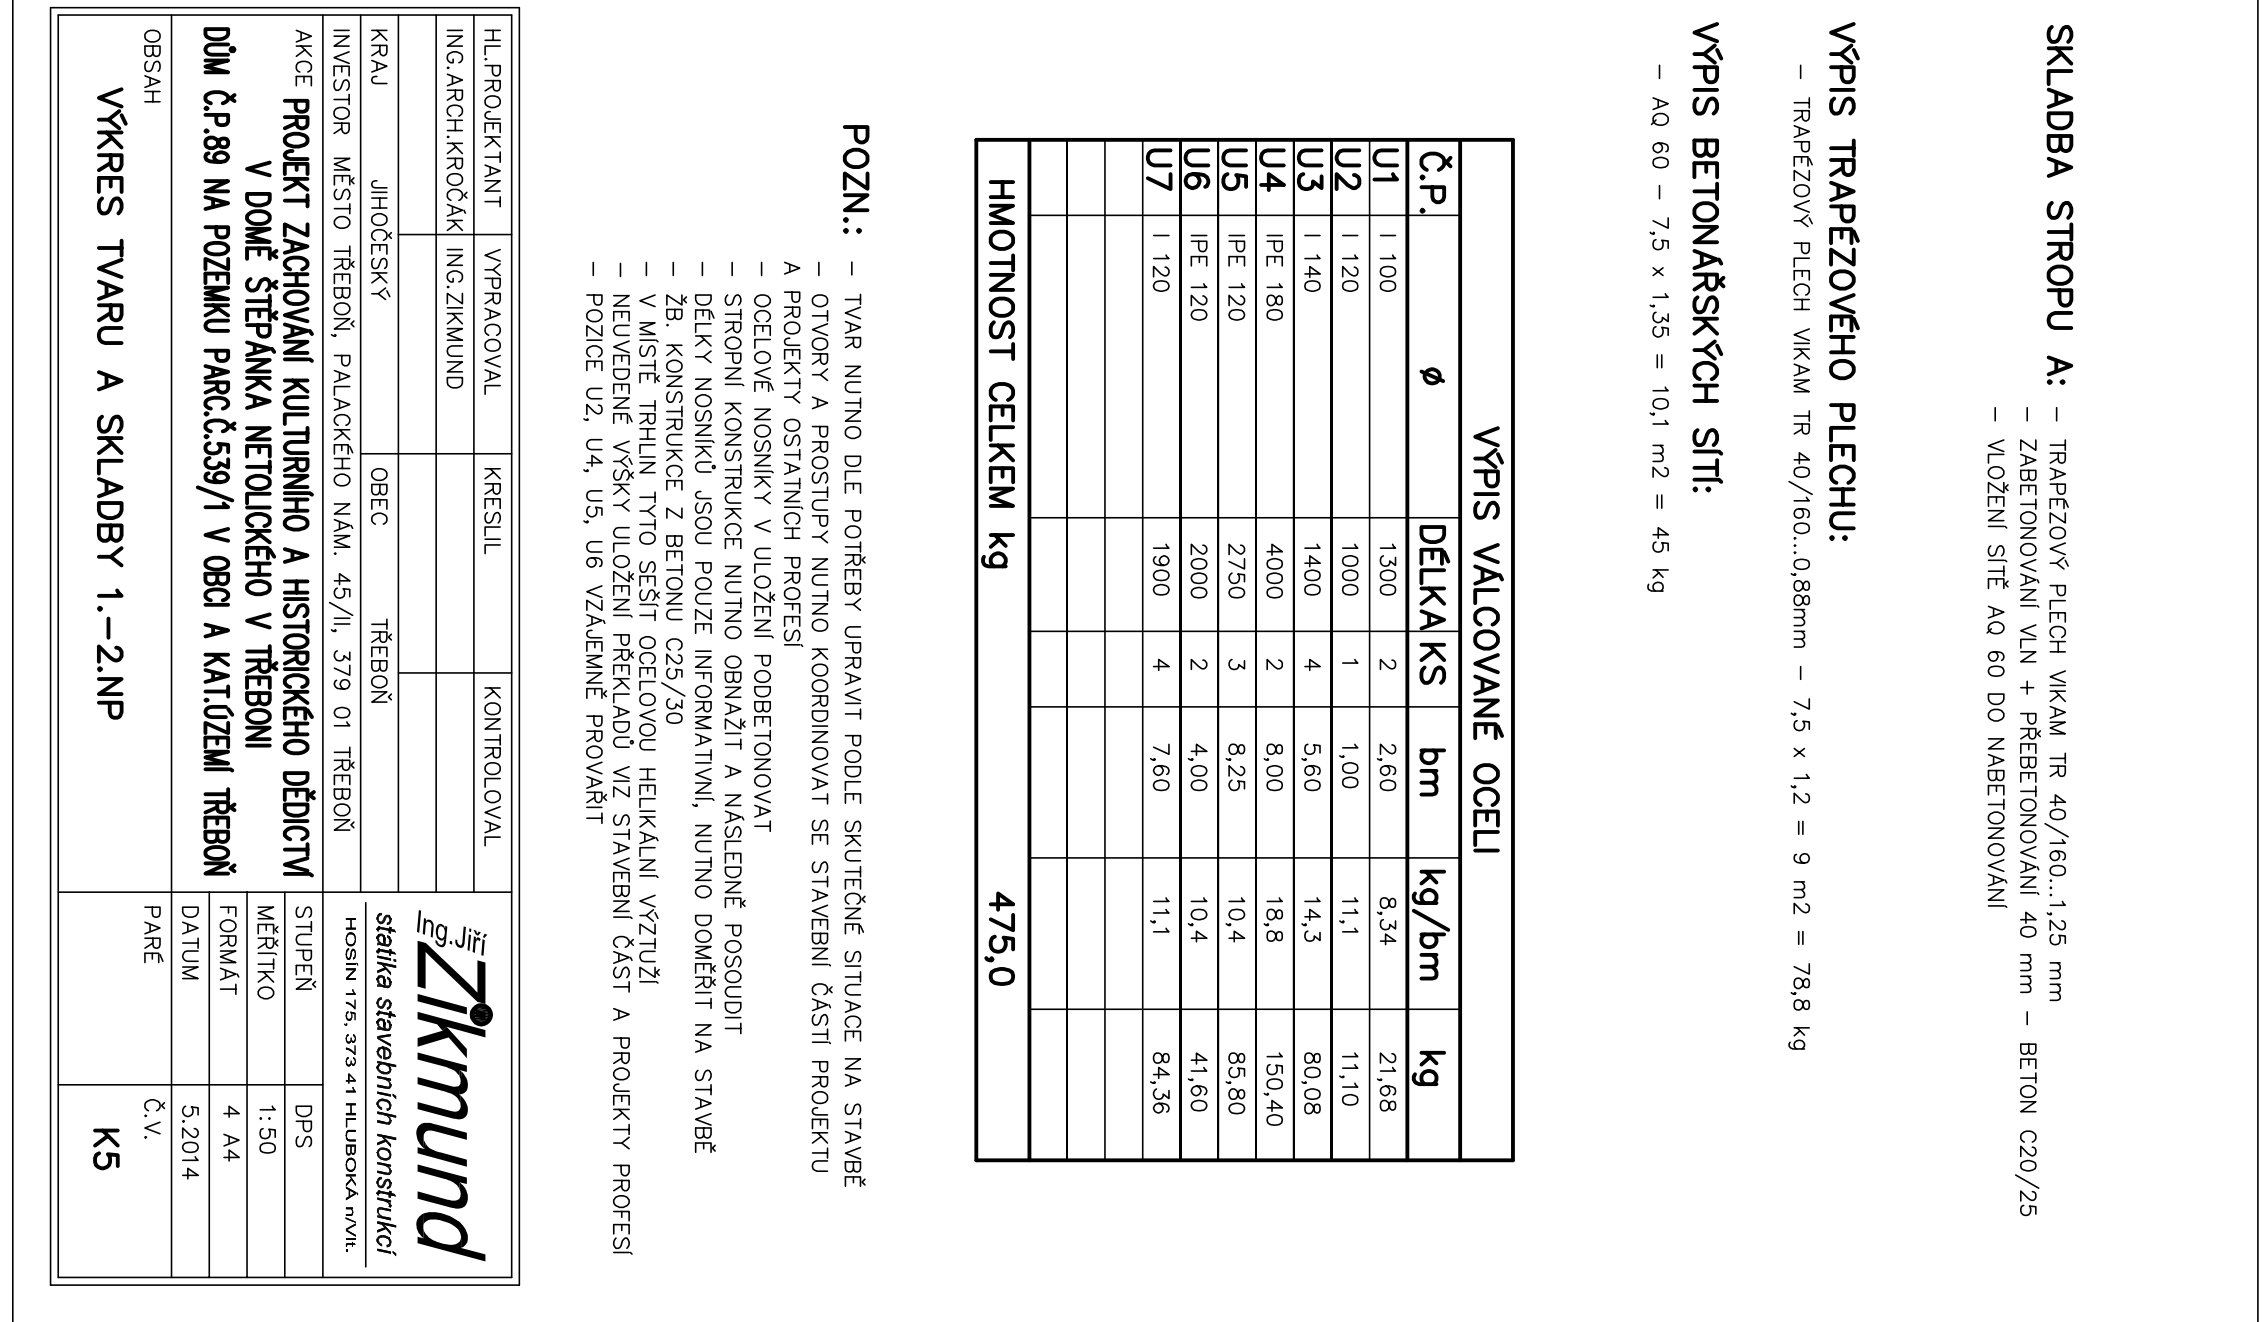 SKLADBA STROPU A: – TRAPÉZOVÝ PLECH VIKAM TR 40/160...1,25 mm
– ZABETONOVÁNÍ VLN + PŘEBETONOVÁNÍ 40 mm – BETON C20/25
– VLOŽENÍ SÍTĚ AQ 60 DO NABETONOVÁNÍ
VÝPIS TRAPÉZOVÉHO PLECHU:
– TRAPÉZOVÝ PLECH VIKAM TR 40/160...0,88mm – 7,5 x 1,2 = 9 m2 = 78,8 kg
VÝPIS BETONÁŘSKÝCH SÍTÍ:
– AQ 60 – 7,5 x 1,35 = 10,1 m2 = 45 kg
VÝPIS VÁLCOVANÉ OCELI
Č.P. ø DÉLKA KS bm kg/bm kg
U1 I 100 1300 2 2,60 8,34 21,68
U2 I 120 1000 1 1,00 11,1 11,10
U3 I 140 1400 4 5,60 14,3 80,08
U4 IPE 180 4000 2 8,00 18,8 150,40
U5 IPE 120 2750 3 8,25 10,4 85,80
U6 IPE 120 2000 2 4,00 10,4 41,60
U7 I 120 1900 4 7,60 11,1 84,36
HMOTNOST CELKEM kg 475,0
POZN.: – TVAR NUTNO DLE POTŘEBY UPRAVIT PODLE SKUTEČNÉ SITUACE NA STAVBĚ
– OTVORY A PROSTUPY NUTNO KOORDINOVAT SE STAVEBNÍ ČÁSTÍ PROJEKTU
A PROJEKTY OSTATNÍCH PROFESÍ
– OCELOVÉ NOSNÍKY V ULOŽENÍ PODBETONOVAT
– STROPNÍ KONSTRUKCE NUTNO OBNAŽIT A NÁSLEDNĚ POSOUDIT
– DÉLKY NOSNÍKŮ JSOU POUZE INFORMATIVNÍ, NUTNO DOMĚŘIT NA STAVBĚ
– ŽB. KONSTRUKCE Z BETONU C25/30
– V MÍSTĚ TRHLIN TYTO SEŠÍT OCELOVOU HELIKÁLNÍ VÝZTUŽÍ
– NEUVEDENÉ VÝŠKY ULOŽENÍ PŘEKLADŮ VIZ STAVEBNÍ ČÁST A PROJEKTY PROFESÍ
– POZICE U2, U4, U5, U6 VZÁJEMNĚ PROVAŘIT
HL.PROJEKTANT VYPRACOVAL KRESLIL KONTROLOVAL
ING.ARCH.KROČÁK ING.ZIKMUND
KRAJ JIHOČESKÝ OBEC TŘEBOŇ
INVESTOR MĚSTO TŘEBOŇ, PALACKÉHO NÁM. 45/II, 379 01 TŘEBOŇ
AKCE PROJEKT ZACHOVÁNÍ KULTURNÍHO A HISTORICKÉHO DĚDICTVÍ
V DOMĚ ŠTĚPÁNKA NETOLICKÉHO V TŘEBONI
DŮM Č.P.89 NA POZEMKU PARC.Č.539/1 V OBCI A KAT.ÚZEMÍ TŘEBOŇ
OBSAH
VÝKRES TVARU A SKLADBY 1.–2.NP
Ing.Jiří Zikmund
statika stavebních konstrukcí
HOSÍN 175, 373 41 HLUBOKÁ n/Vlt.
STUPEŇ DPS
MĚŘÍTKO 1:50
FORMÁT 4 A4
DATUM 5.2014
PARÉ Č.V.
K5